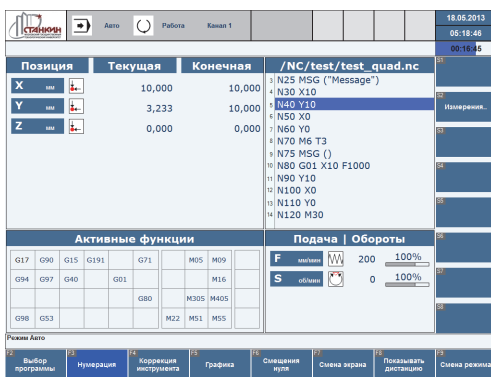 СТАНКИН Авто Работа Канал 1 18.05.2013
05:18:46
00:16:45
Позиция Текущая Конечная /NC/test/test_quad.nc S1
X мм 10,000 10,000
Y мм 3,233 10,000
Z мм 0,000 0,000
3 N25 MSG ("Message")
4 N30 X10
5 N40 Y10
6 N50 X0
7 N60 Y0
8 N70 M6 T3
9 N75 MSG ()
10 N80 G01 X10 F1000
11 N90 Y10
12 N100 X0
13 N110 Y0
14 N120 M30
S2
Измерения..
S3
S4
S5
S6
S7
S8
Активные функции
G17 G90 G15 G191 G71 M05 M09
G94 G97 G40 G01 M16
G80 M305 M405
G98 G53 M22 M51 M55
Подача | Обороты
F мм/мин 200 100%
S об/мин 0 100%
Режим Авто
F2 Выбор программы
F3 Нумерация
F4 Коррекция инструмента
F5 Графика
F6 Смещения нуля
F7 Смена экрана
F8 Показывать дистанцию
F9 Смена режима